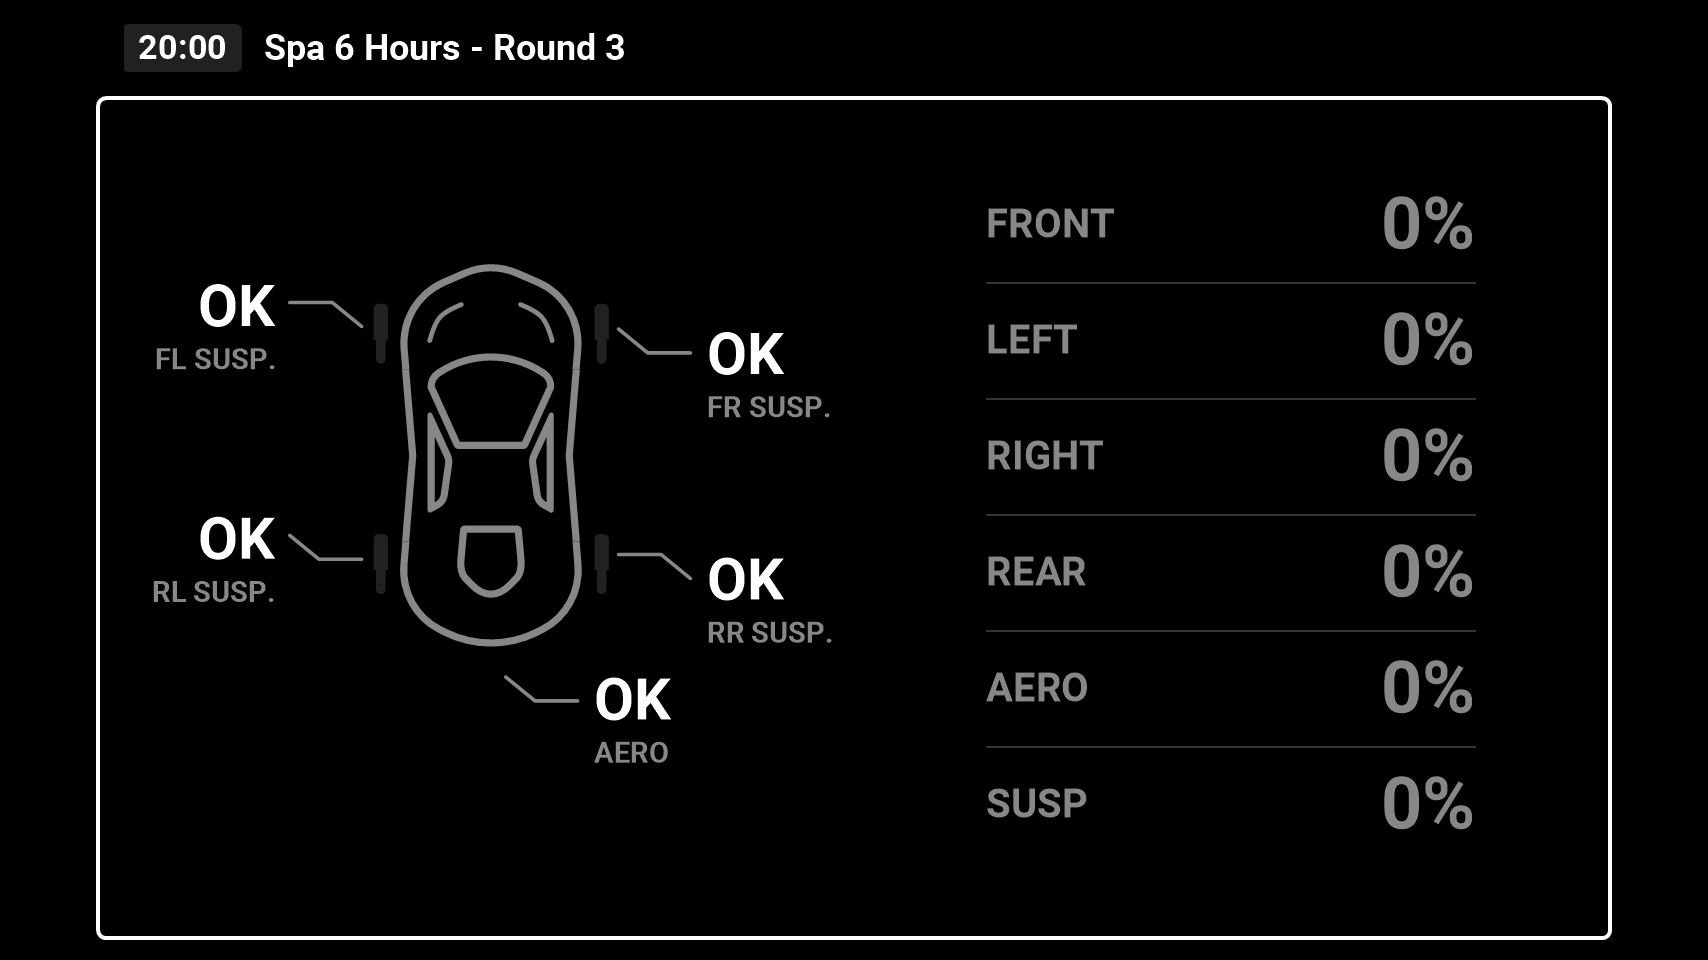 20:00 Spa 6 Hours - Round 3
OK
FL SUSP.
OK
FR SUSP.
OK
RL SUSP.
OK
RR SUSP.
OK
AERO
FRONT 0%
LEFT 0%
RIGHT 0%
REAR 0%
AERO 0%
SUSP 0%